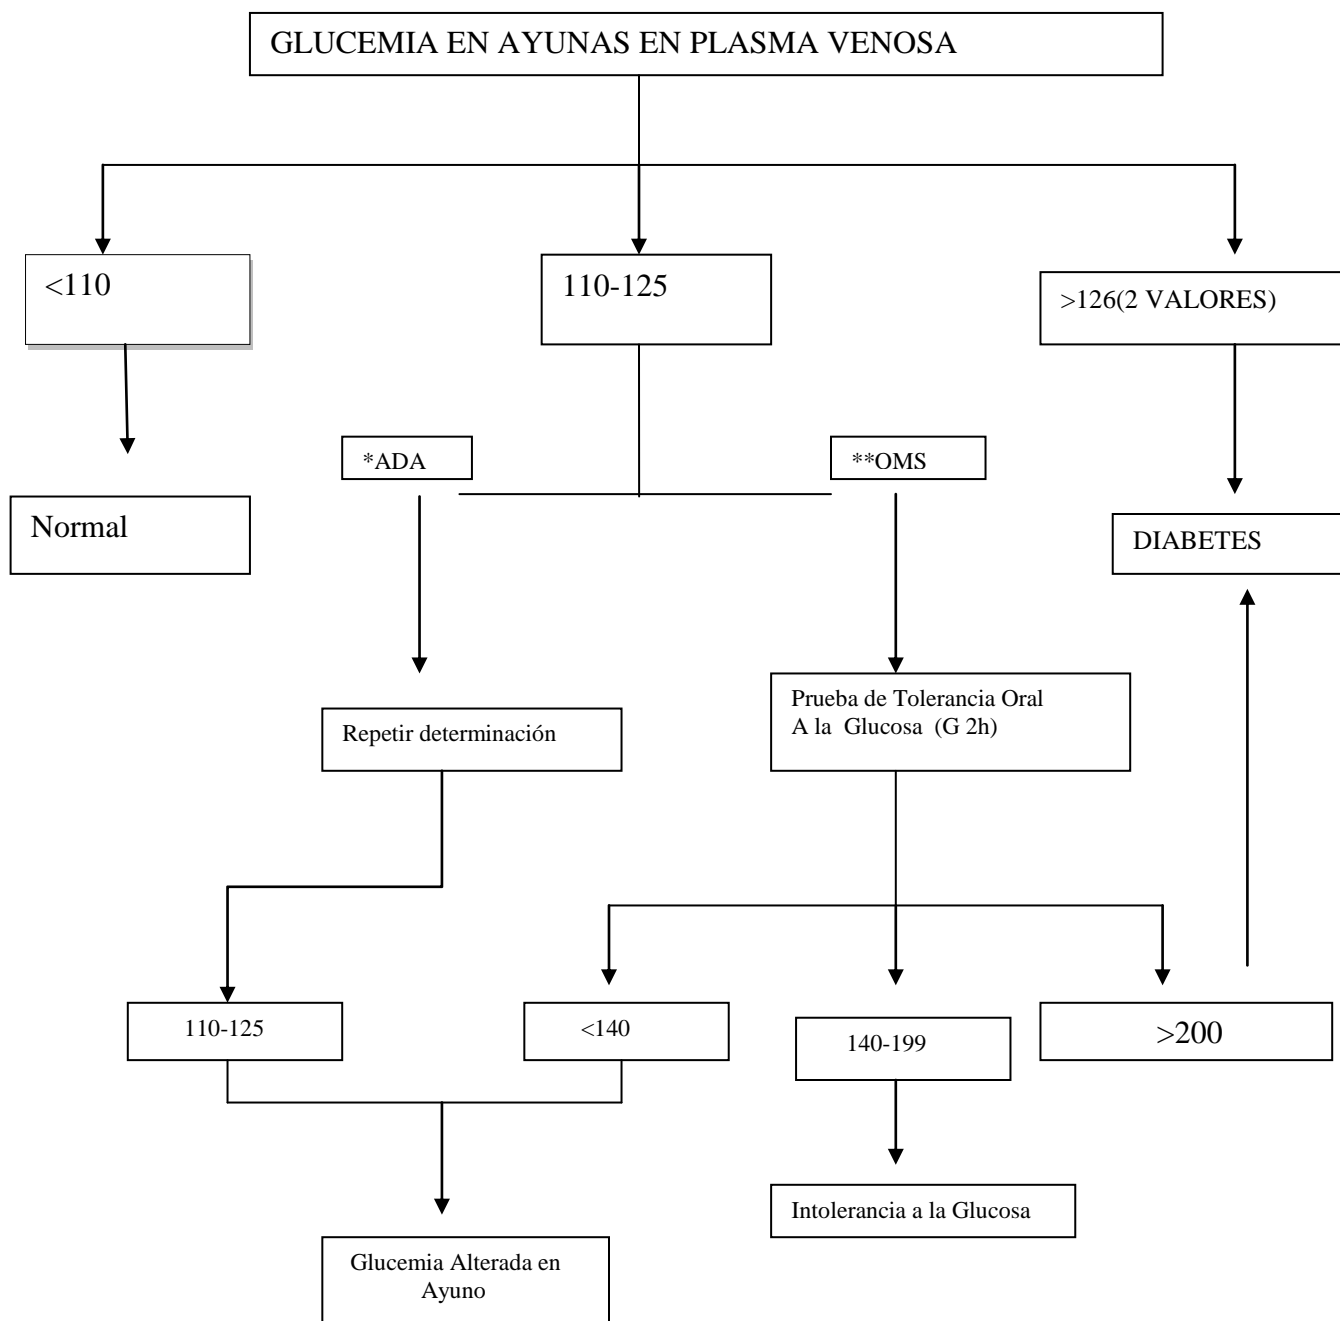 GLUCEMIA EN AYUNAS EN PLASMA VENOSA
<110
110-125
>126(2 VALORES)
*ADA
**OMS
Normal
DIABETES
Prueba de Tolerancia Oral
A la Glucosa (G 2h)
Repetir determinación
110-125
<140
140-199
>200
Intolerancia a la Glucosa
Glucemia Alterada en
Ayuno